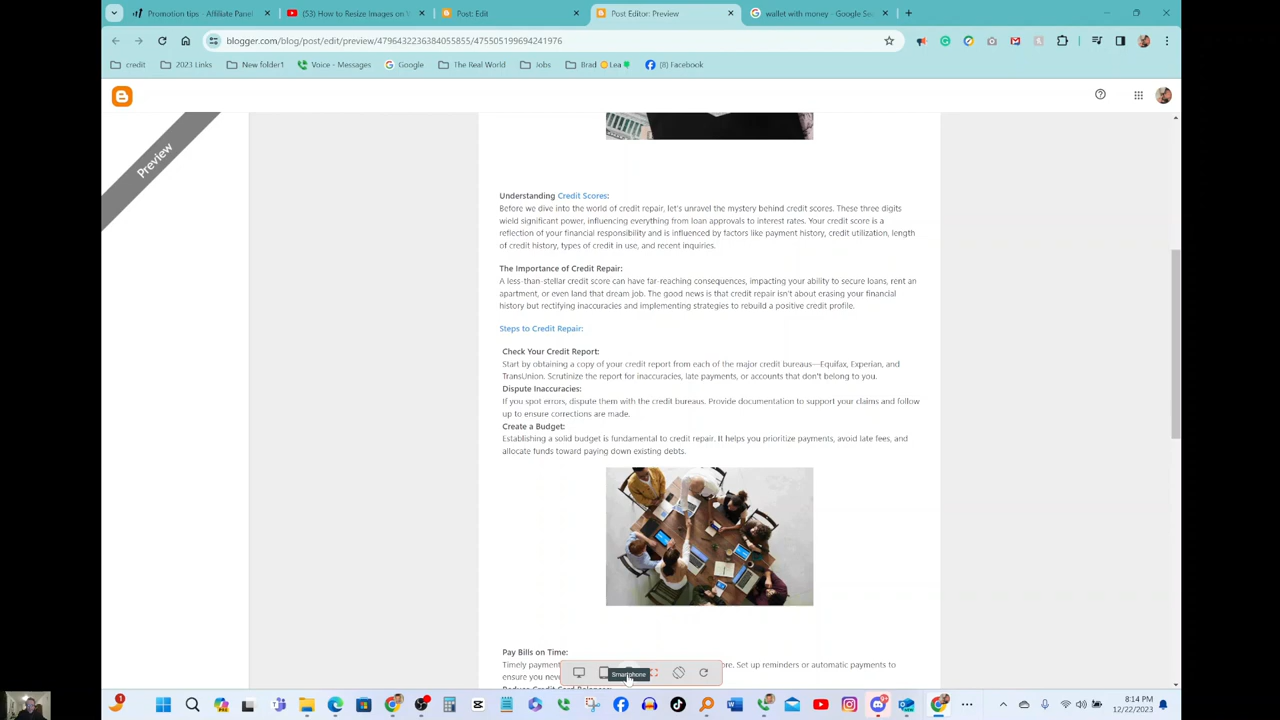 Promotion tips - Affiliate Panel
(53) How to Resize Images on
Post: Edit
Post Editor: Preview
wallet with money - Google Se
blogger.com/blog/post/edit/preview/4796432236384055855/475505199694241976
credit
2023 Links
New folder1
Voice - Messages
Google
The Real World
Jobs
Brad
Lea
(8) Facebook
Preview
Understanding Credit Scores:
Before we dive into the world of credit repair, let's unravel the mystery behind credit scores. These three digits
wield significant power, influencing everything from loan approvals to interest rates. Your credit score is a
reflection of your financial responsibility and is influenced by factors like payment history, credit utilization, length
of credit history, types of credit in use, and recent inquiries.
The Importance of Credit Repair:
A less-than-stellar credit score can have far-reaching consequences, impacting your ability to secure loans, rent an
apartment, or even land that dream job. The good news is that credit repair isn't about erasing your financial
history but rectifying inaccuracies and implementing strategies to rebuild a positive credit profile.
Steps to Credit Repair:
Check Your Credit Report:
Start by obtaining a copy of your credit report from each of the major credit bureaus—Equifax, Experian, and
TransUnion. Scrutinize the report for inaccuracies, late payments, or accounts that don't belong to you.
Dispute Inaccuracies:
If you spot errors, dispute them with the credit bureaus. Provide documentation to support your claims and follow
up to ensure corrections are made.
Create a Budget:
Establishing a solid budget is fundamental to credit repair. It helps you prioritize payments, avoid late fees, and
allocate funds toward paying down existing debts.
Pay Bills on Time:
Timely payment
Set up reminders or automatic payments to
ensure you neve
Smartphone
8:14 PM
12/22/2023